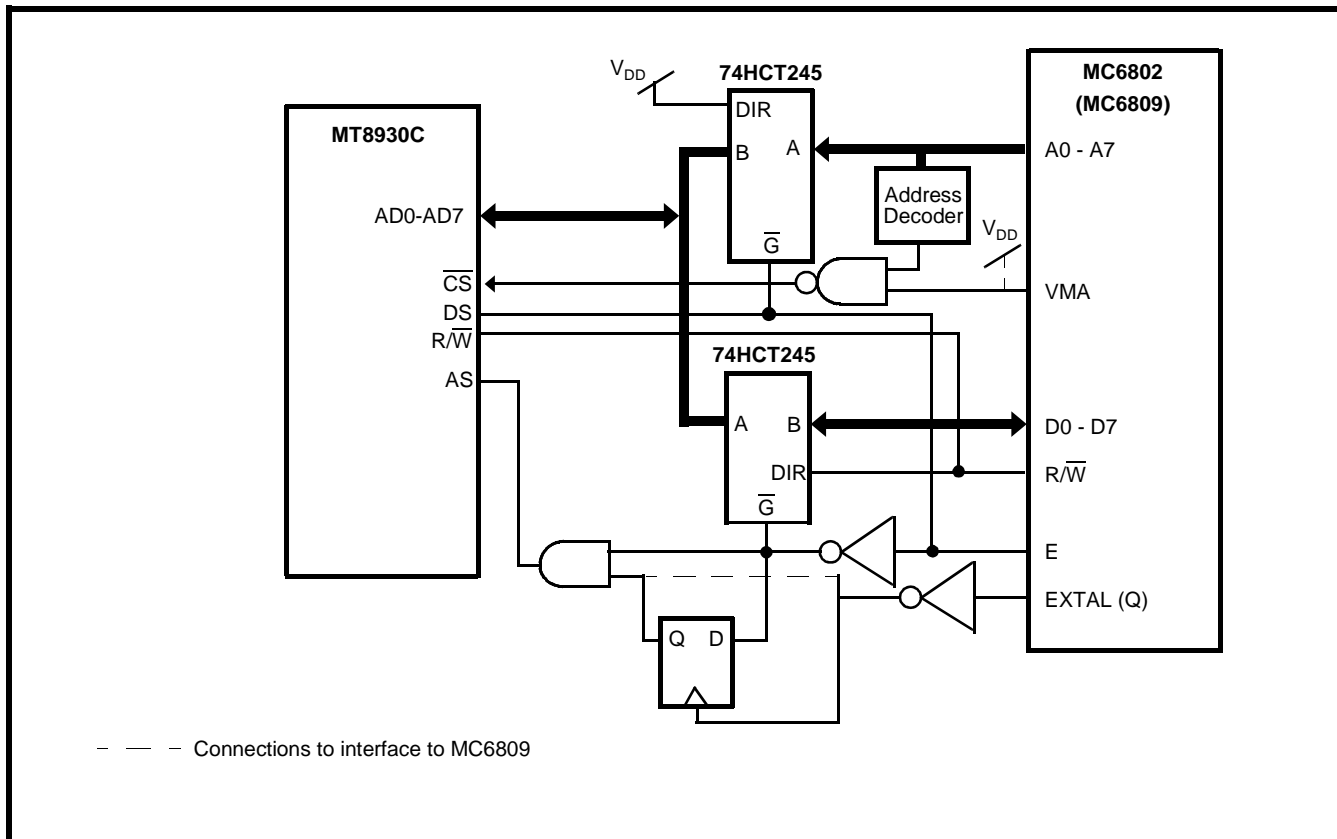 74HCT245
MC6802
(MC6809)
V_DD
DIR
B
A
G̅
MT8930C
AD0-AD7
C̅S̅
DS
R/W̅
AS
A0 - A7
Address
Decoder
V_DD
VMA
74HCT245
A
B
DIR
G̅
D0 - D7
R/W̅
E
EXTAL (Q)
Q
D
Connections to interface to MC6809